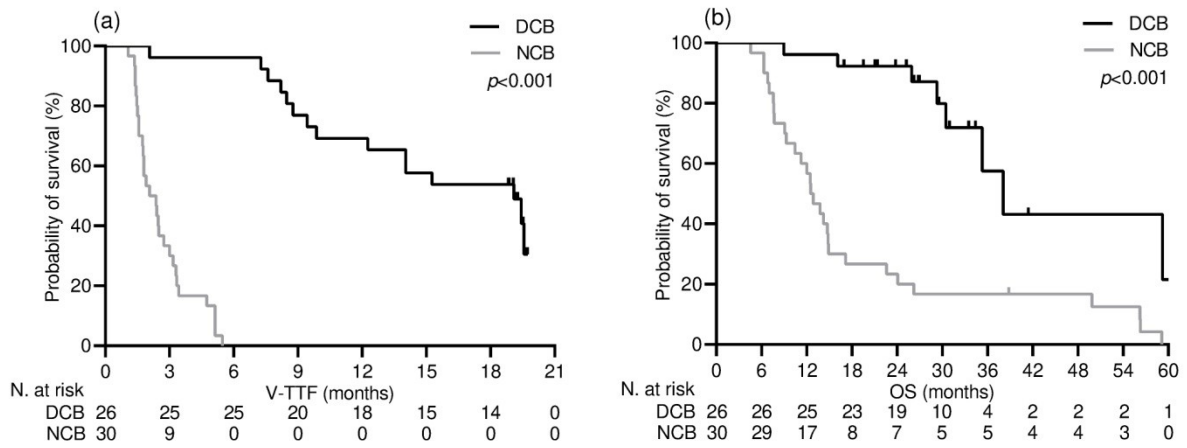 (a)
DCB
NCB
p<0.001
Probability of survival (%)
100
80
60
40
20
0
0 3 6 9 12 15 18 21
N. at risk
V-TTF (months)
DCB 26 25 25 20 18 15 14 0
NCB 30 9 0 0 0 0 0 0
(b)
DCB
NCB
p<0.001
Probability of survival (%)
100
80
60
40
20
0
0 6 12 18 24 30 36 42 48 54 60
N. at risk
OS (months)
DCB 26 26 25 23 19 10 4 2 2 2 1
NCB 30 29 17 8 7 5 5 4 4 3 0